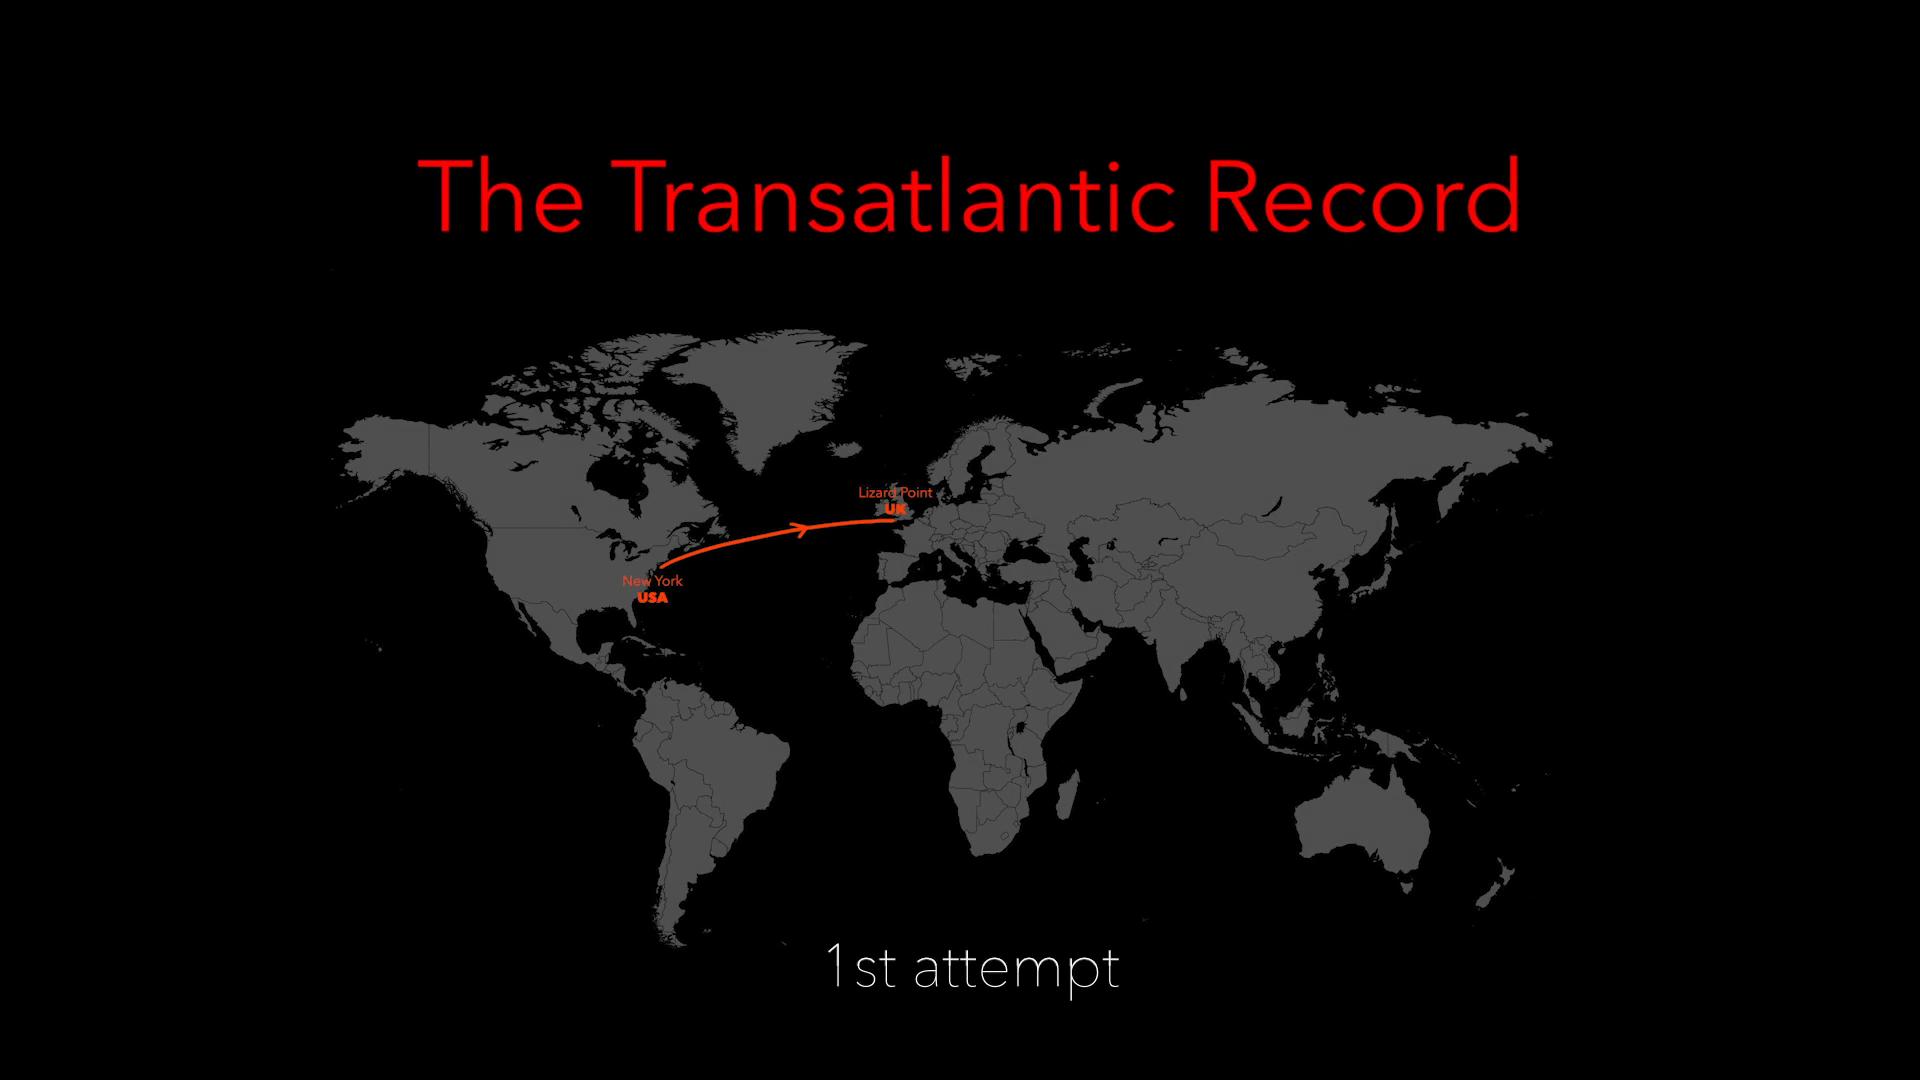 The Transatlantic Record
Lizard Point
UK
New York
USA
1st attempt